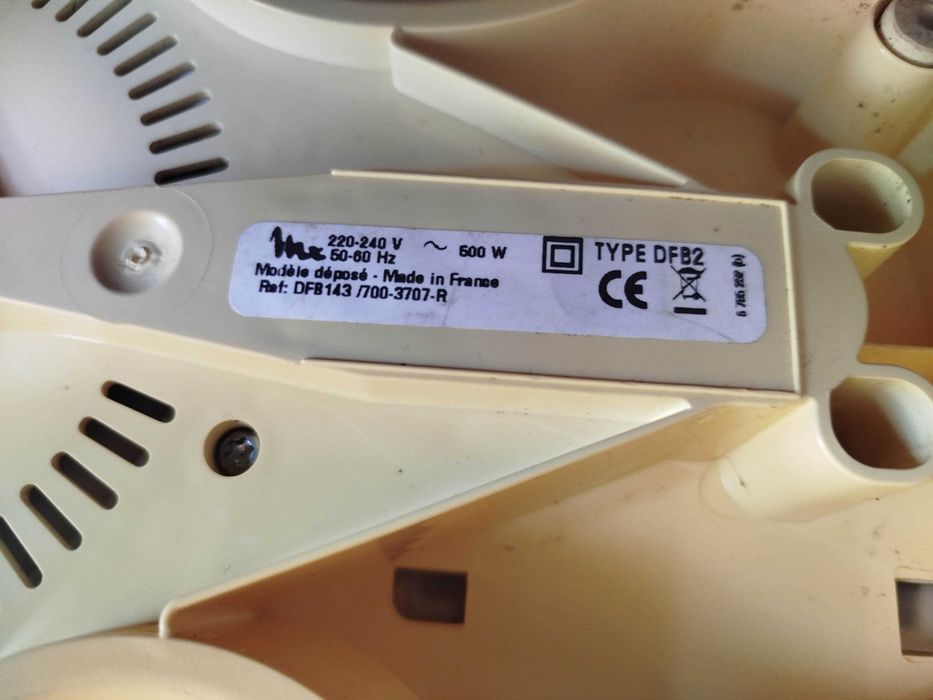 220-240 V ~ 500 W
50-60 Hz
Modèle déposé - Made in France
Ref: DFB143 /700-3707-R
TYPE DFB2
CE